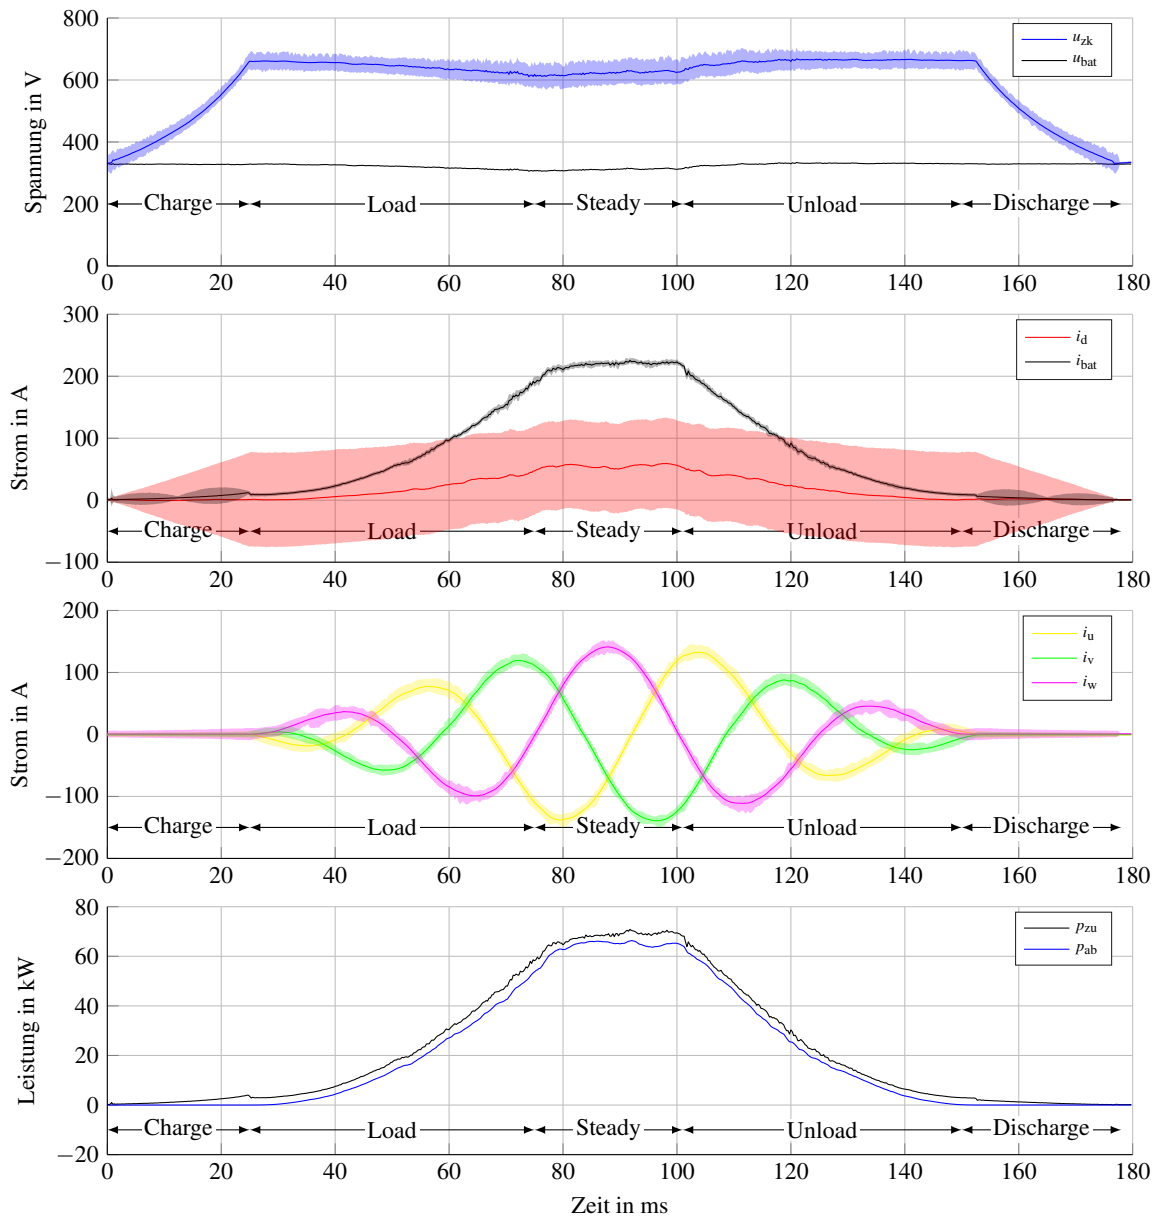 800
600
400
200
0
Spannung in V
u_zk
u_bat
Charge Load Steady Unload Discharge
0 20 40 60 80 100 120 140 160 180
300
200
100
0
−100
Strom in A
i_d
i_bat
Charge Load Steady Unload Discharge
0 20 40 60 80 100 120 140 160 180
200
100
0
−100
−200
Strom in A
i_u
i_v
i_w
Charge Load Steady Unload Discharge
0 20 40 60 80 100 120 140 160 180
80
60
40
20
0
−20
Leistung in kW
p_zu
p_ab
Charge Load Steady Unload Discharge
0 20 40 60 80 100 120 140 160 180
Zeit in ms